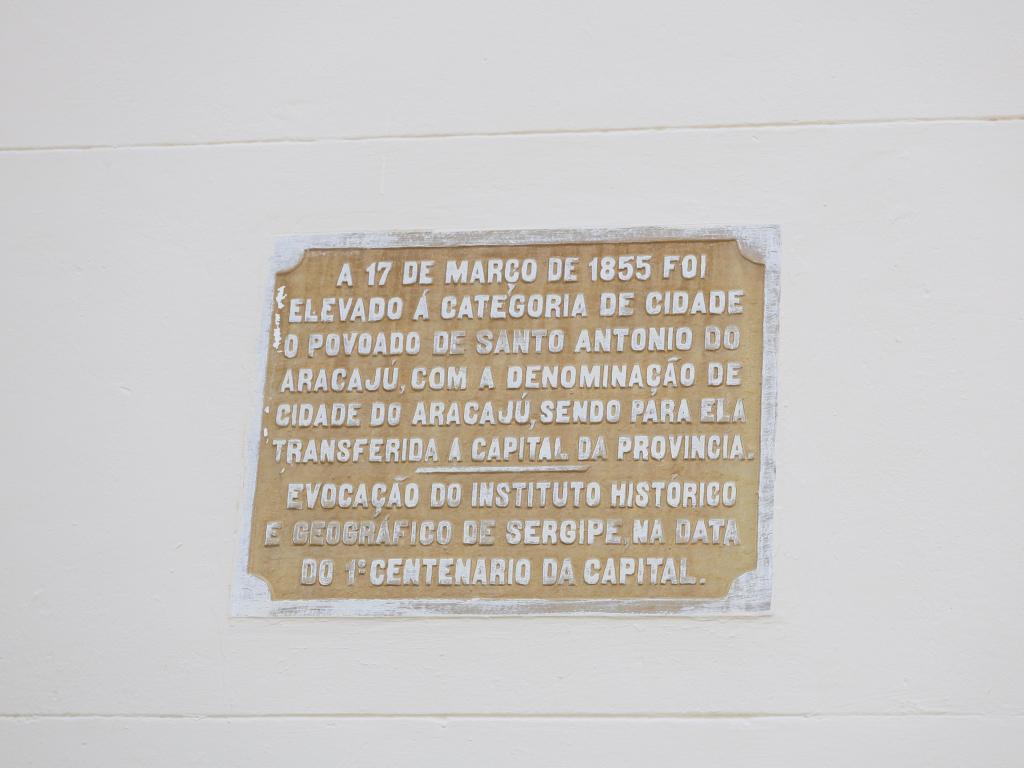 A 17 DE MARÇO DE 1855 FOI
ELEVADO Á CATEGORIA DE CIDADE
O POVOADO DE SANTO ANTONIO DO
ARACAJÚ, COM A DENOMINAÇÃO DE
CIDADE DO ARACAJÚ, SENDO PARA ELA
TRANSFERIDA A CAPITAL DA PROVINCIA.
EVOCAÇÃO DO INSTITUTO HISTÓRICO
E GEOGRÁFICO DE SERGIPE, NA DATA
DO 1º CENTENARIO DA CAPITAL.